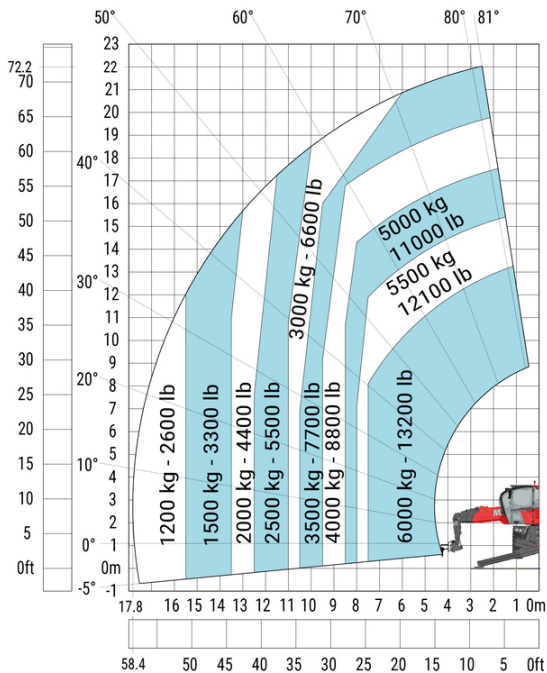 50° 60° 70° 80° 81°
23
72.2 22
70 21
20
65 19
40° 18
60
17
55 16
15
50 14
45 13
30° 12
40
11
35 10
30 9
20° 8
25 7
20 6
5
15 4
10° 3
10
2
5 0° 1
0ft 0m
-5° -1
1200 kg - 2600 lb
1500 kg - 3300 lb
2000 kg - 4400 lb
2500 kg - 5500 lb
3000 kg - 6600 lb
3500 kg - 7700 lb
4000 kg - 8800 lb
5000 kg
11000 lb
5500 kg
12100 lb
6000 kg - 13200 lb
17.8 16 15 14 13 12 11 10 9 8 7 6 5 4 3 2 1 0m
58.4 50 45 40 35 30 25 20 15 10 5 0ft